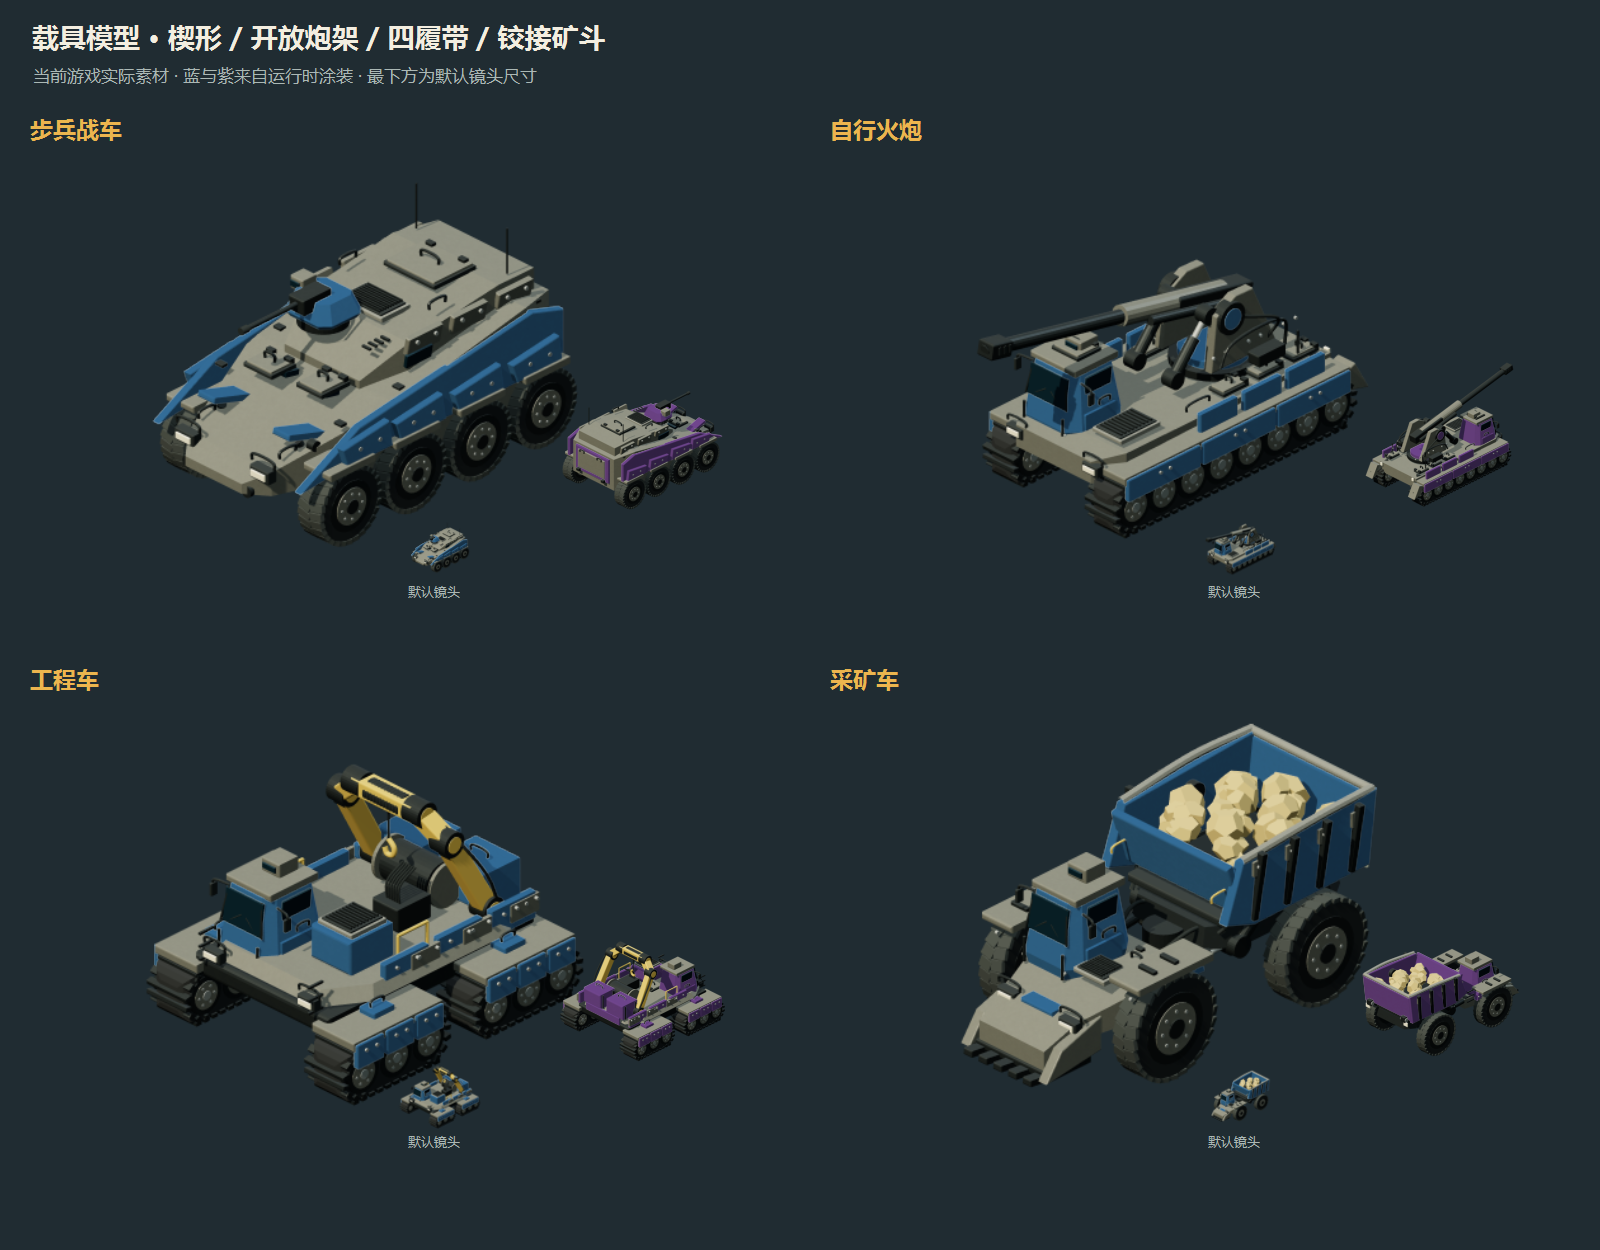 载具模型 • 楔形 / 开放炮架 / 四履带 / 铰接矿斗
当前游戏实际素材 · 蓝与紫来自运行时涂装 · 最下方为默认镜头尺寸
步兵战车
自行火炮
默认镜头
默认镜头
工程车
采矿车
默认镜头
默认镜头